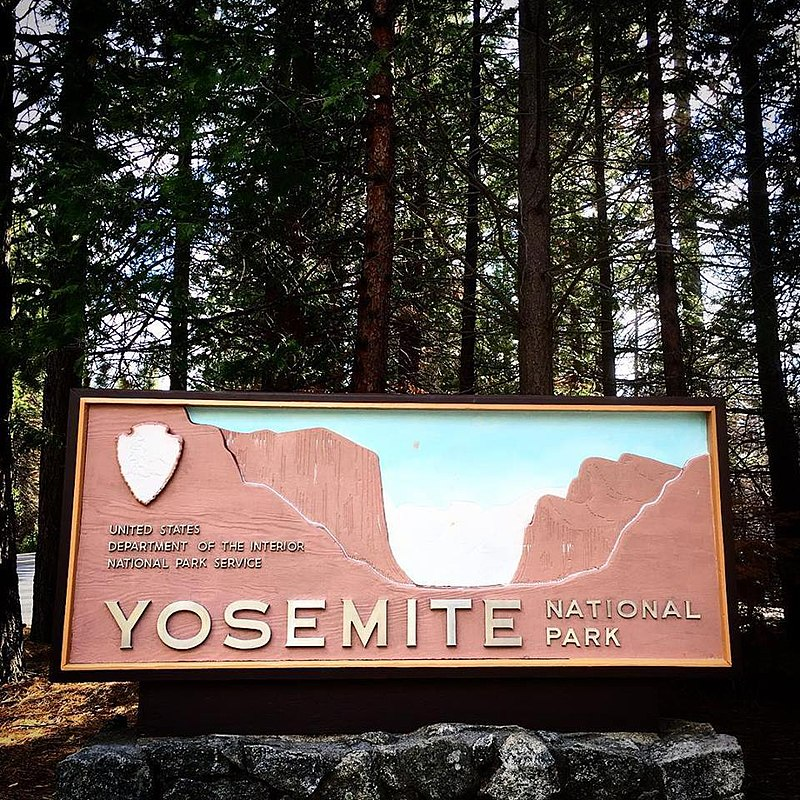 UNITED STATES
DEPARTMENT OF THE INTERIOR
NATIONAL PARK SERVICE
YOSEMITE NATIONAL PARK